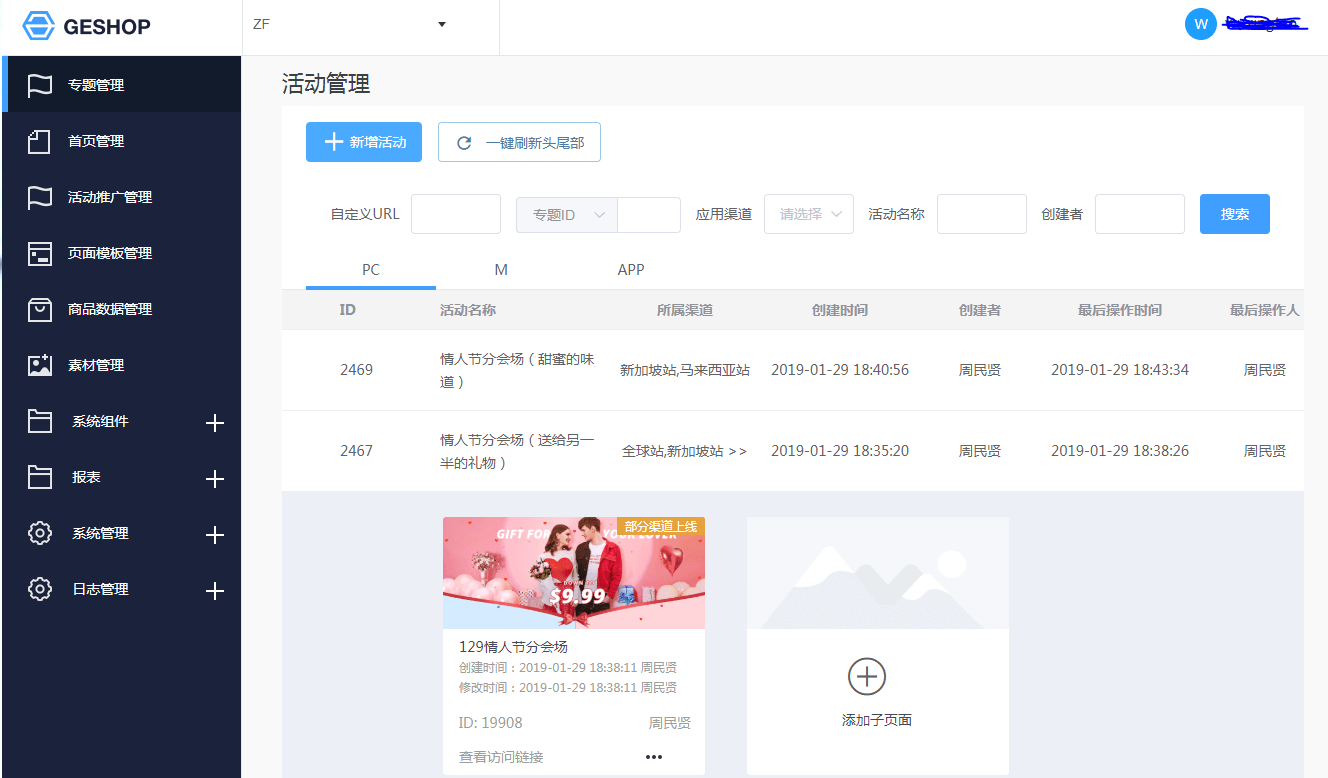 GESHOP
ZF
W
专题管理
首页管理
活动推广管理
页面模板管理
商品数据管理
素材管理
系统组件
报表
系统管理
日志管理
活动管理
新增活动
一键刷新头尾部
自定义URL 专题ID 应用渠道 请选择 活动名称 创建者 搜索
PC M APP
ID 活动名称 所属渠道 创建时间 创建者 最后操作时间 最后操作人
2469 情人节分会场（甜蜜的味 新加坡站,马来西亚站 2019-01-29 18:40:56 周民贤 2019-01-29 18:43:34 周民贤
道）
2467 情人节分会场（送给另一 全球站,新加坡站 >> 2019-01-29 18:35:20 周民贤 2019-01-29 18:38:26 周民贤
半的礼物）
部分渠道上线
GIFT FOR YOUR LOVER
DOWN TO
$9.99
129情人节分会场
创建时间：2019-01-29 18:38:11 周民贤
修改时间：2019-01-29 18:38:11 周民贤
ID: 19908 周民贤
查看访问链接 •••
添加子页面